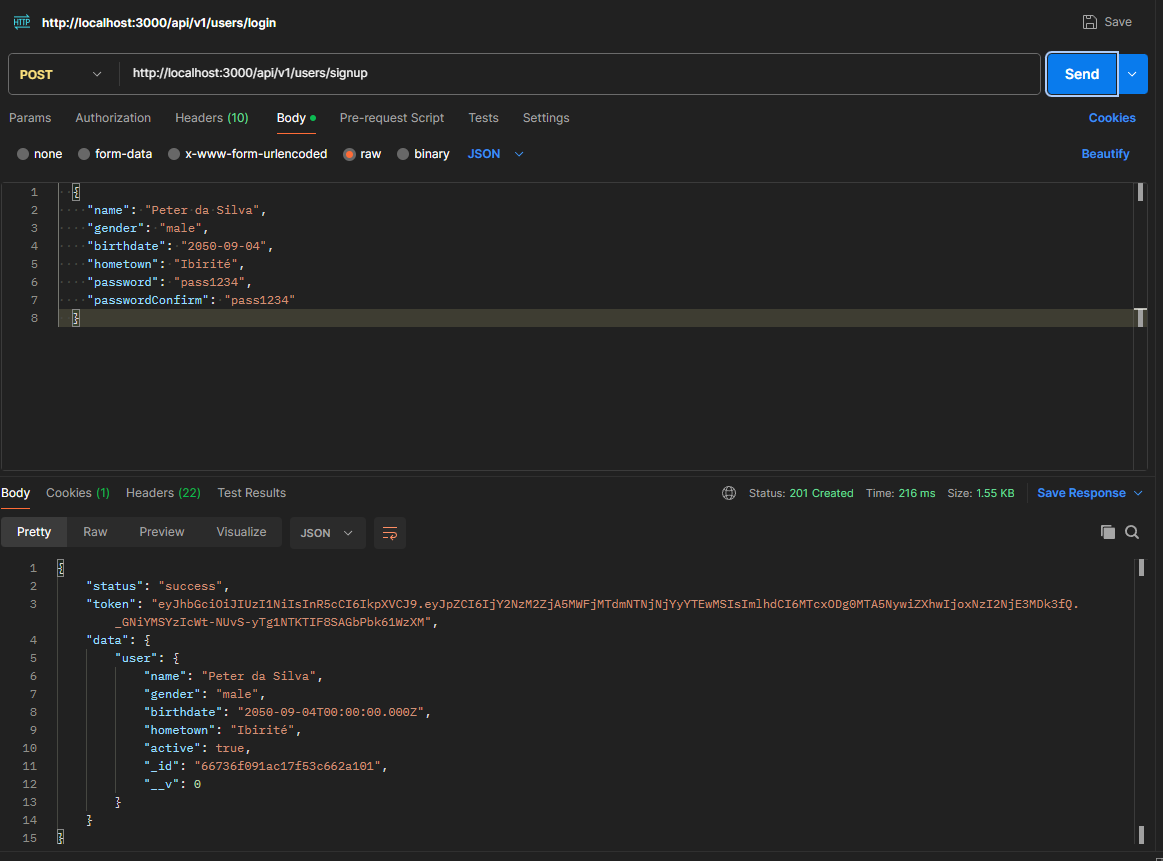 HTTP http://localhost:3000/api/v1/users/login Save
POST http://localhost:3000/api/v1/users/signup Send
Params Authorization Headers (10) Body Pre-request Script Tests Settings Cookies
none form-data x-www-form-urlencoded raw binary JSON Beautify
1 {
2 "name": "Peter da Silva",
3 "gender": "male",
4 "birthdate": "2050-09-04",
5 "hometown": "Ibirité",
6 "password": "pass1234",
7 "passwordConfirm": "pass1234"
8 }
Body Cookies (1) Headers (22) Test Results Status: 201 Created Time: 216 ms Size: 1.55 KB Save Response
Pretty Raw Preview Visualize JSON
1 {
2 "status": "success",
3 "token": "eyJhbGciOiJIUzI1NiIsInR5cCI6IkpXVCJ9.eyJpZCI6IjY2NzM2ZjA5MWFjMTdmNTNjNjYyYTEwMSIsImlhdCI6MTcxODg0MTA5NywiZXhwIjoxNzI2NjE3MDk3fQ.
_GNiYMSYzIcWt-NUvS-yTg1NTKTIF8SAGbPbk61WzXM",
4 "data": {
5 "user": {
6 "name": "Peter da Silva",
7 "gender": "male",
8 "birthdate": "2050-09-04T00:00:00.000Z",
9 "hometown": "Ibirité",
10 "active": true,
11 "_id": "66736f091ac17f53c662a101",
12 "__v": 0
13 }
14 }
15 }